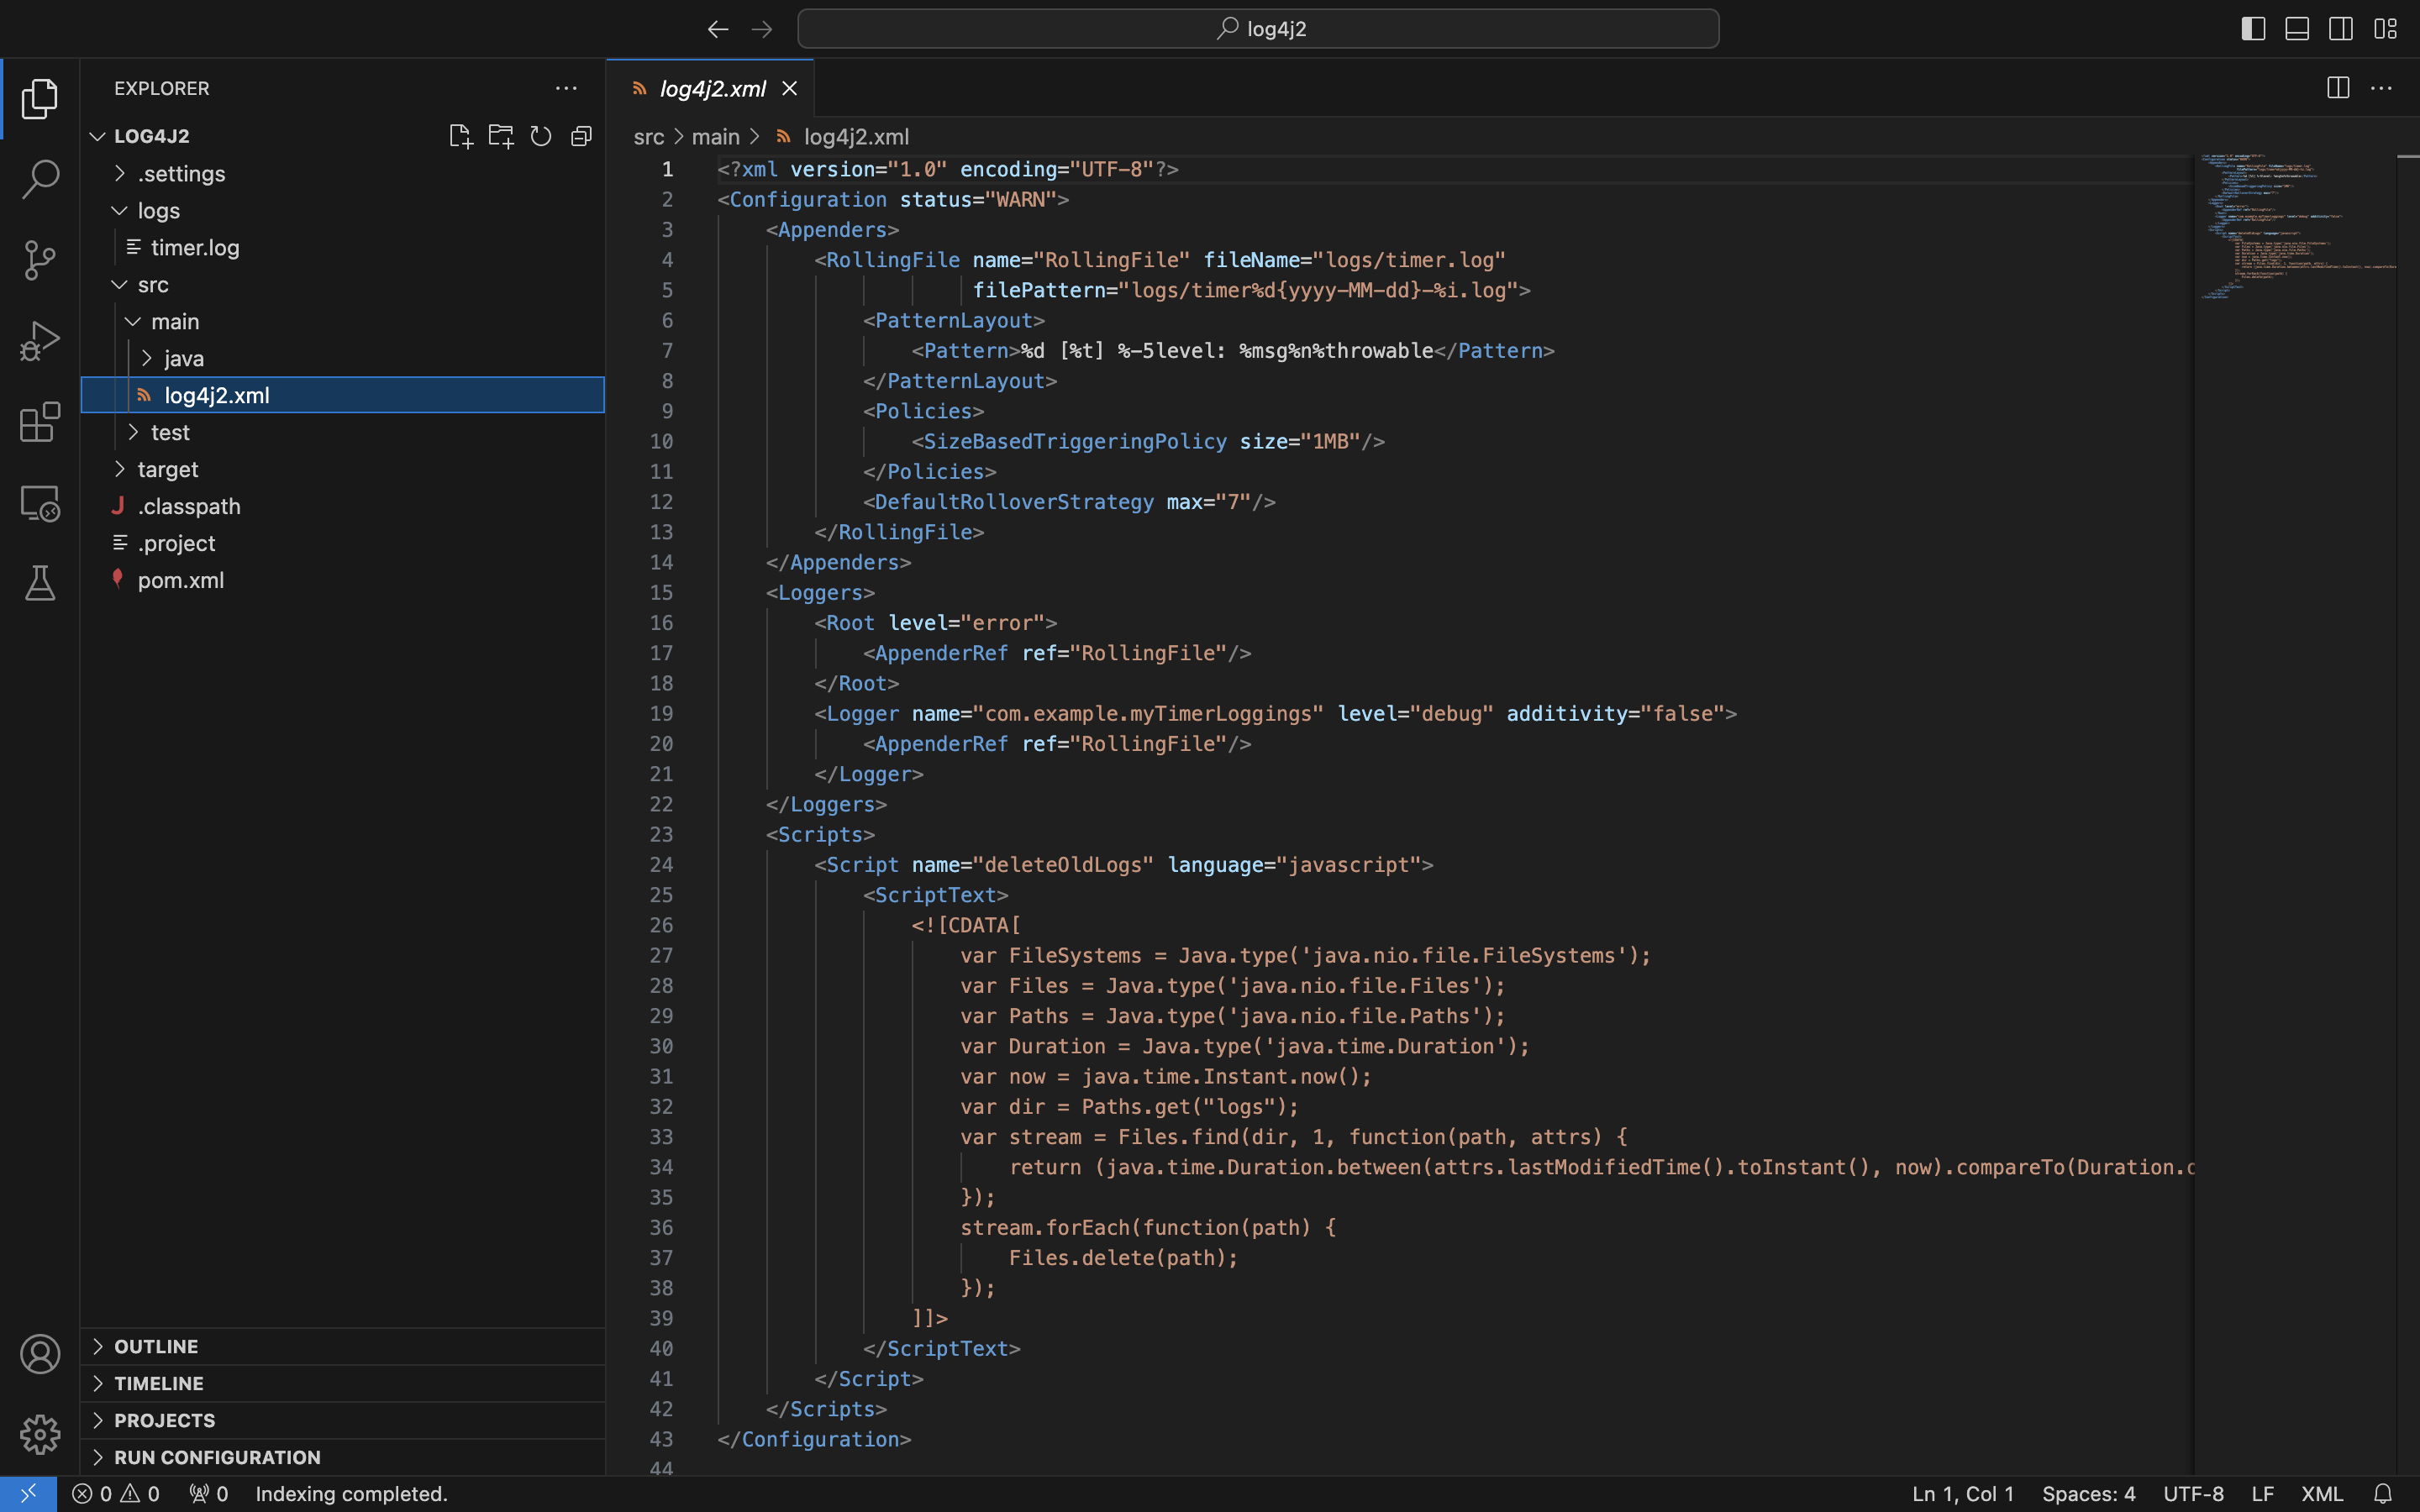 log4j2
EXPLORER
LOG4J2
.settings
logs
timer.log
src
main
java
log4j2.xml
test
target
.classpath
.project
pom.xml
OUTLINE
TIMELINE
PROJECTS
RUN CONFIGURATION
log4j2.xml
src > main > log4j2.xml
1 <?xml version="1.0" encoding="UTF-8"?>
2 <Configuration status="WARN">
3 <Appenders>
4 <RollingFile name="RollingFile" fileName="logs/timer.log"
5 filePattern="logs/timer%d{yyyy-MM-dd}-%i.log">
6 <PatternLayout>
7 <Pattern>%d [%t] %-5level: %msg%n%throwable</Pattern>
8 </PatternLayout>
9 <Policies>
10 <SizeBasedTriggeringPolicy size="1MB"/>
11 </Policies>
12 <DefaultRolloverStrategy max="7"/>
13 </RollingFile>
14 </Appenders>
15 <Loggers>
16 <Root level="error">
17 <AppenderRef ref="RollingFile"/>
18 </Root>
19 <Logger name="com.example.myTimerLoggings" level="debug" additivity="false">
20 <AppenderRef ref="RollingFile"/>
21 </Logger>
22 </Loggers>
23 <Scripts>
24 <Script name="deleteOldLogs" language="javascript">
25 <ScriptText>
26 <![CDATA[
27 var FileSystems = Java.type('java.nio.file.FileSystems');
28 var Files = Java.type('java.nio.file.Files');
29 var Paths = Java.type('java.nio.file.Paths');
30 var Duration = Java.type('java.time.Duration');
31 var now = java.time.Instant.now();
32 var dir = Paths.get("logs");
33 var stream = Files.find(dir, 1, function(path, attrs) {
34 return (java.time.Duration.between(attrs.lastModifiedTime().toInstant(), now).compareTo(Duration.
35 });
36 stream.forEach(function(path) {
37 Files.delete(path);
38 });
39 ]]>
40 </ScriptText>
41 </Script>
42 </Scripts>
43 </Configuration>
44
0 0 0 Indexing completed.
Ln 1, Col 1 Spaces: 4 UTF-8 LF XML